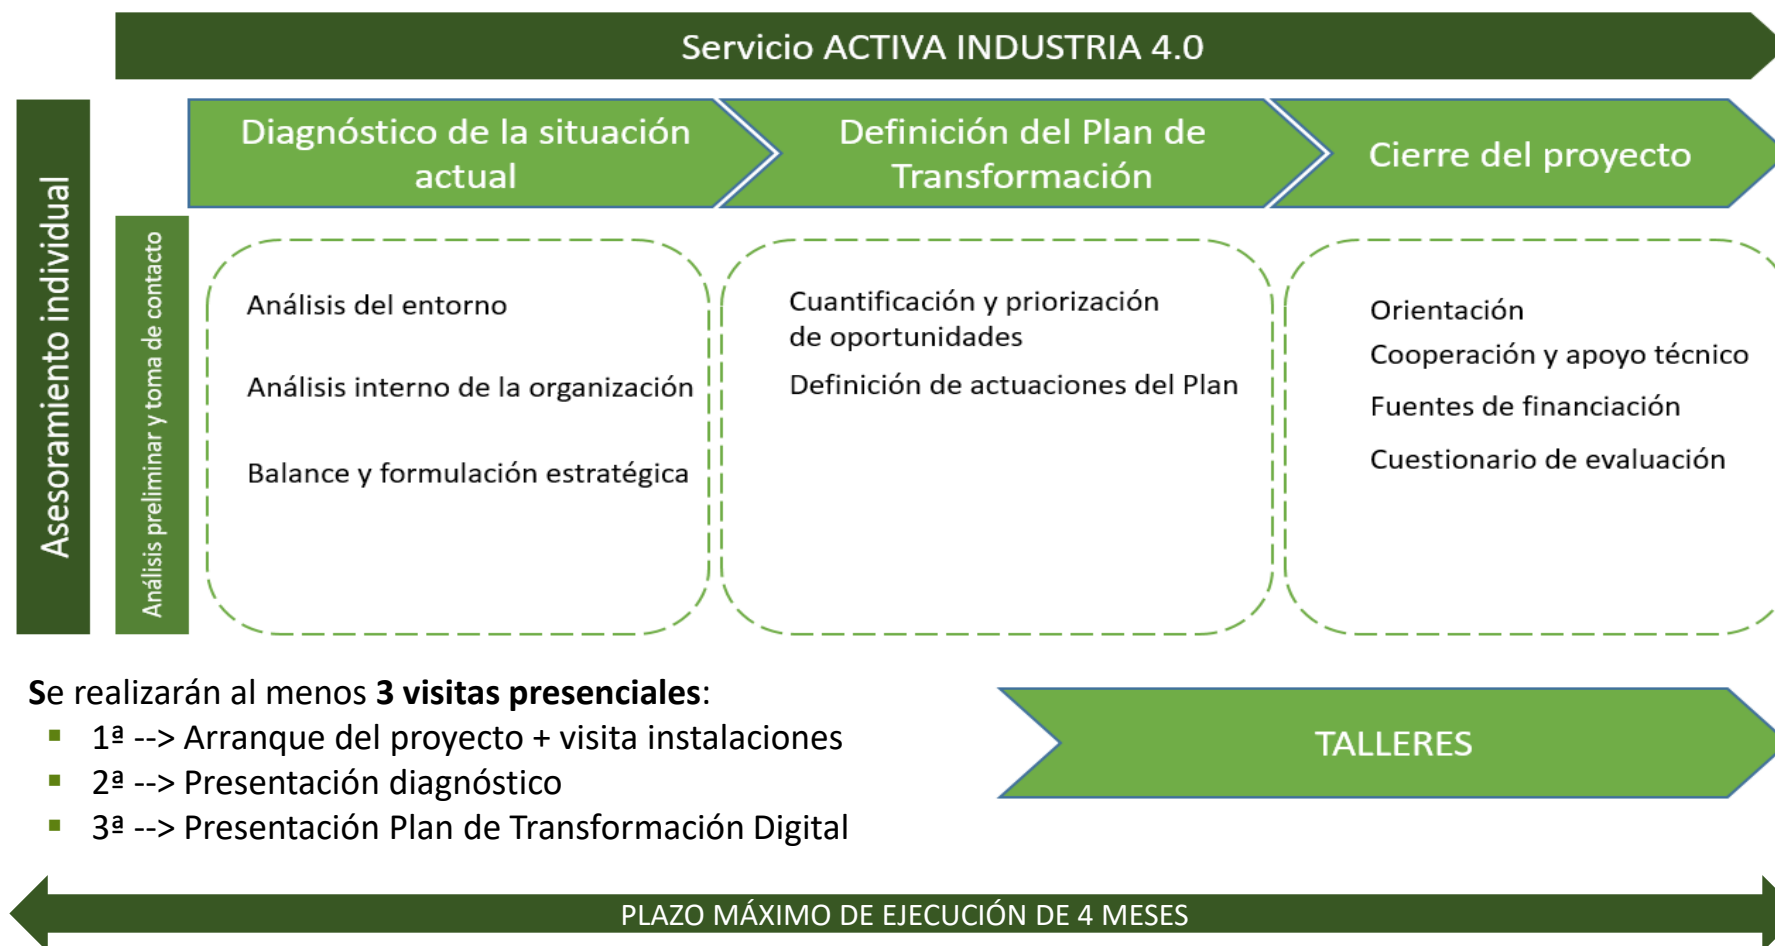 Servicio ACTIVA INDUSTRIA 4.0
Asesoramiento individual
Análisis preliminar y toma de contacto
Diagnóstico de la situación
actual
Análisis del entorno
Análisis interno de la organización
Balance y formulación estratégica
Definición del Plan de
Transformación
Cuantificación y priorización
de oportunidades
Definición de actuaciones del Plan
Cierre del proyecto
Orientación
Cooperación y apoyo técnico
Fuentes de financiación
Cuestionario de evaluación
Se realizarán al menos 3 visitas presenciales:
▪ 1ª --> Arranque del proyecto + visita instalaciones
▪ 2ª --> Presentación diagnóstico
▪ 3ª --> Presentación Plan de Transformación Digital
TALLERES
PLAZO MÁXIMO DE EJECUCIÓN DE 4 MESES